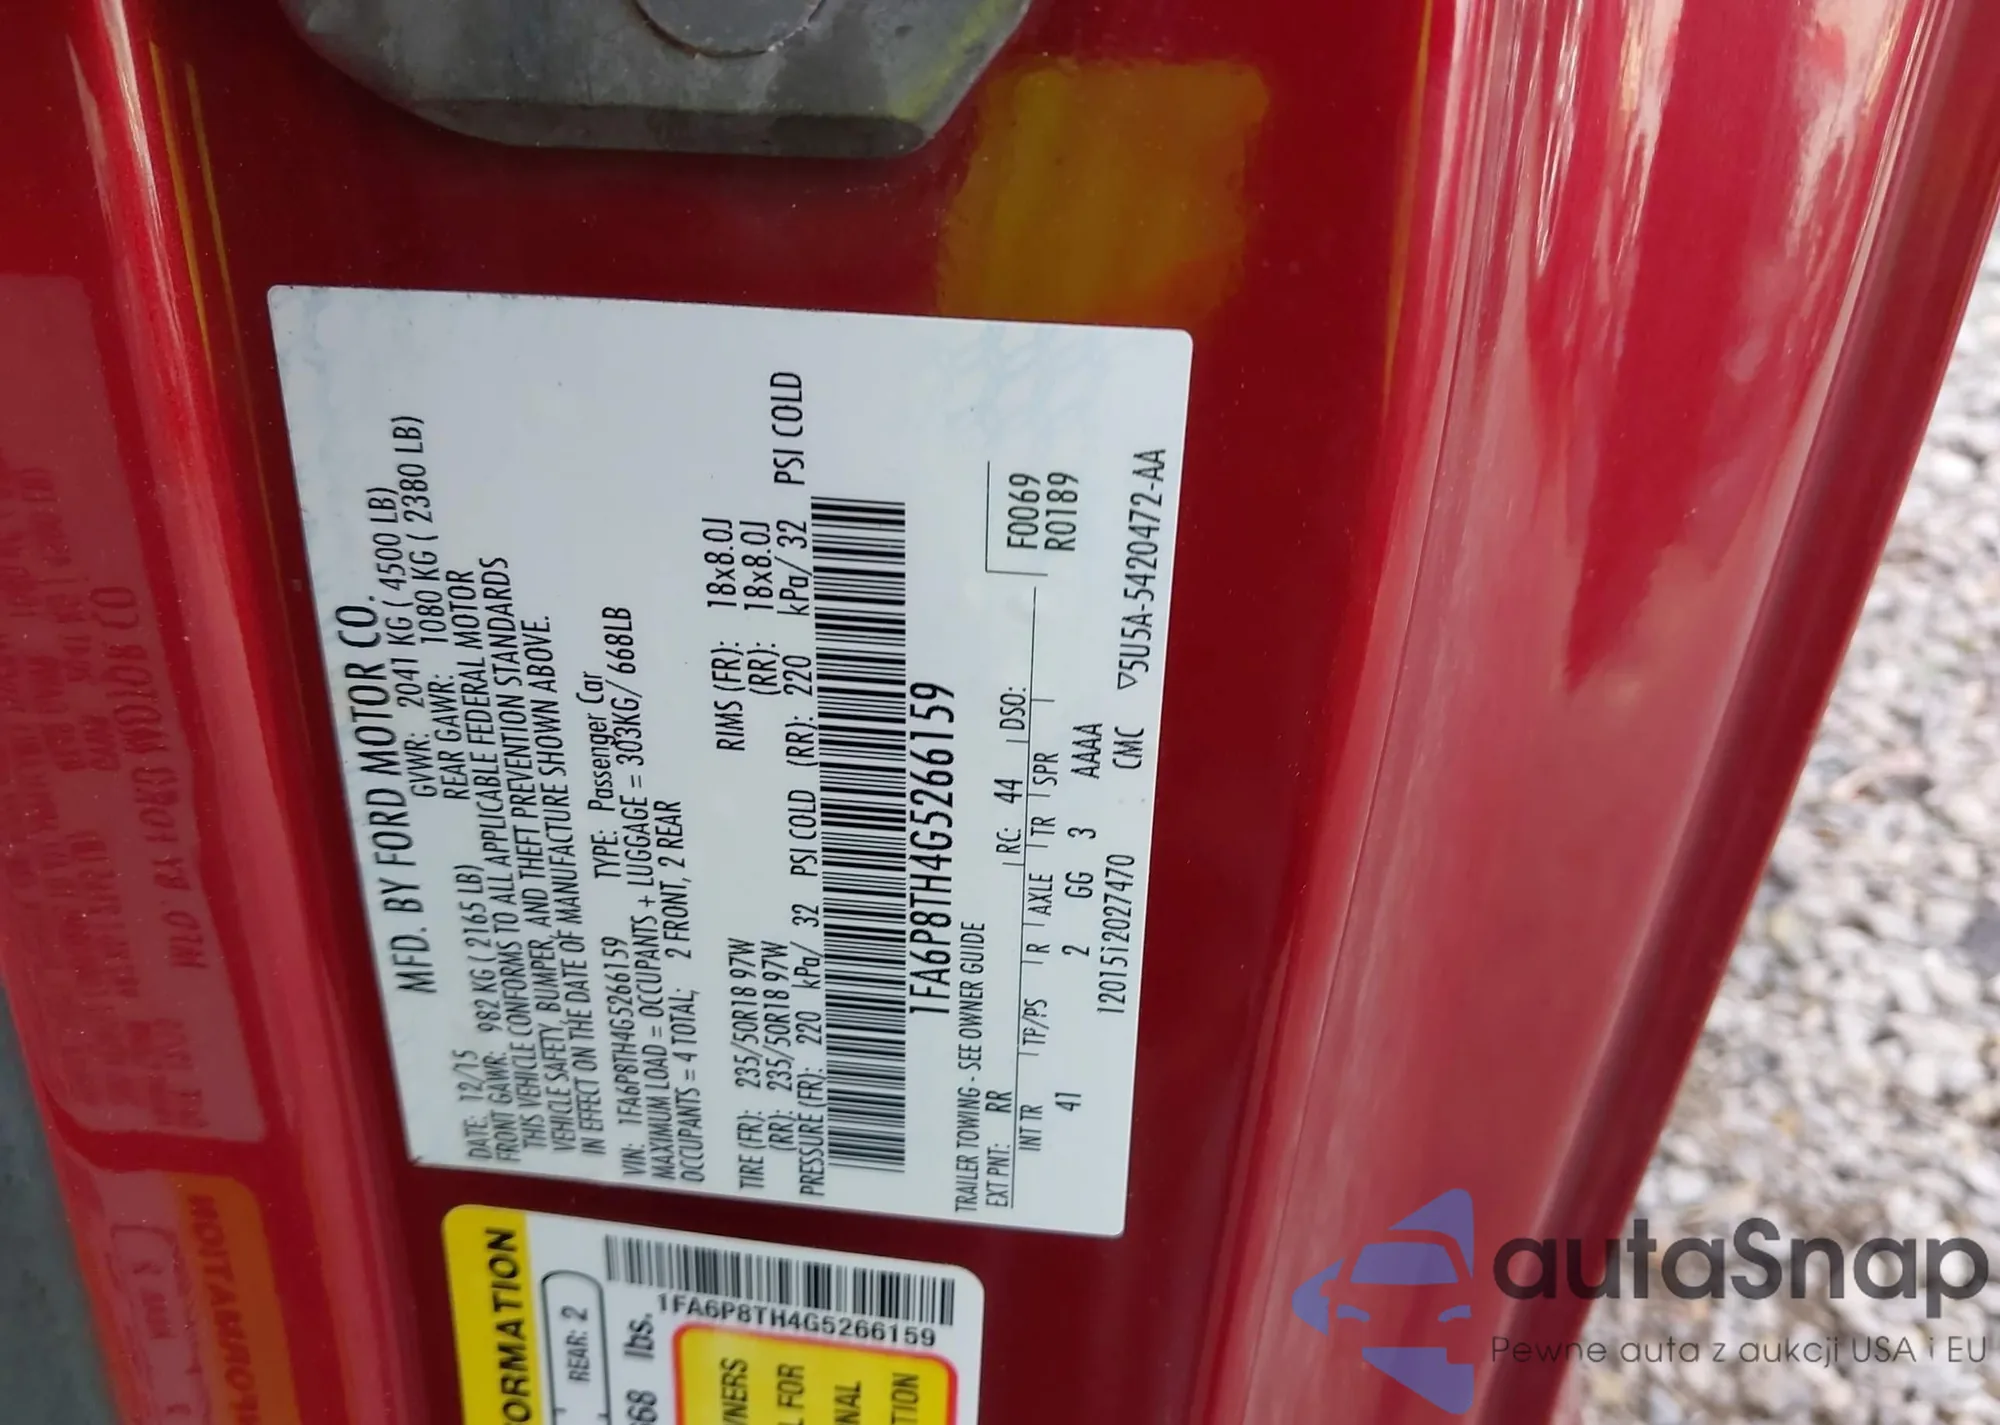 MFD. BY FORD MOTOR CO.
DATE: 12/15 GVWR: 2041 KG ( 4500 LB)
FRONT GAWR: 982 KG ( 2165 LB) REAR GAWR: 1080 KG ( 2380 LB)
THIS VEHICLE CONFORMS TO ALL APPLICABLE FEDERAL MOTOR
VEHICLE SAFETY, BUMPER, AND THEFT PREVENTION STANDARDS
IN EFFECT ON THE DATE OF MANUFACTURE SHOWN ABOVE.
VIN: 1FA6P8TH4G5266159 TYPE: Passenger Car
MAXIMUM LOAD = OCCUPANTS + LUGGAGE = 303KG/ 668LB
OCCUPANTS = 4 TOTAL; 2 FRONT, 2 REAR
TIRE (FR): 235/50R18 97W RIMS (FR): 18x8.0J
(RR): 235/50R18 97W (RR): 18x8.0J
PRESSURE (FR): 220 kPa/ 32 PSI COLD (RR): 220 kPa/ 32 PSI COLD
1FA6P8TH4G5266159
TRAILER TOWING - SEE OWNER GUIDE
EXT PNT: RR RC: 44 DSO: F0069
R0189
INT TR TP/PS R AXLE TR SPR
41 2 GG 3 AAAA
12015i2027470 CMC ▽5U5A-5420472-AA
ORMATION
REAR: 2
668 lbs.
1FA6P8TH4G5266159
WNERS
L FOR
NAL
TION
autaSnap
Pewne auta z aukcji USA i EU